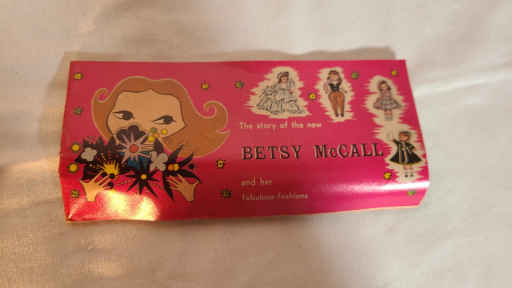 The story of the new
BETSY McCALL
and her
fabulous fashions